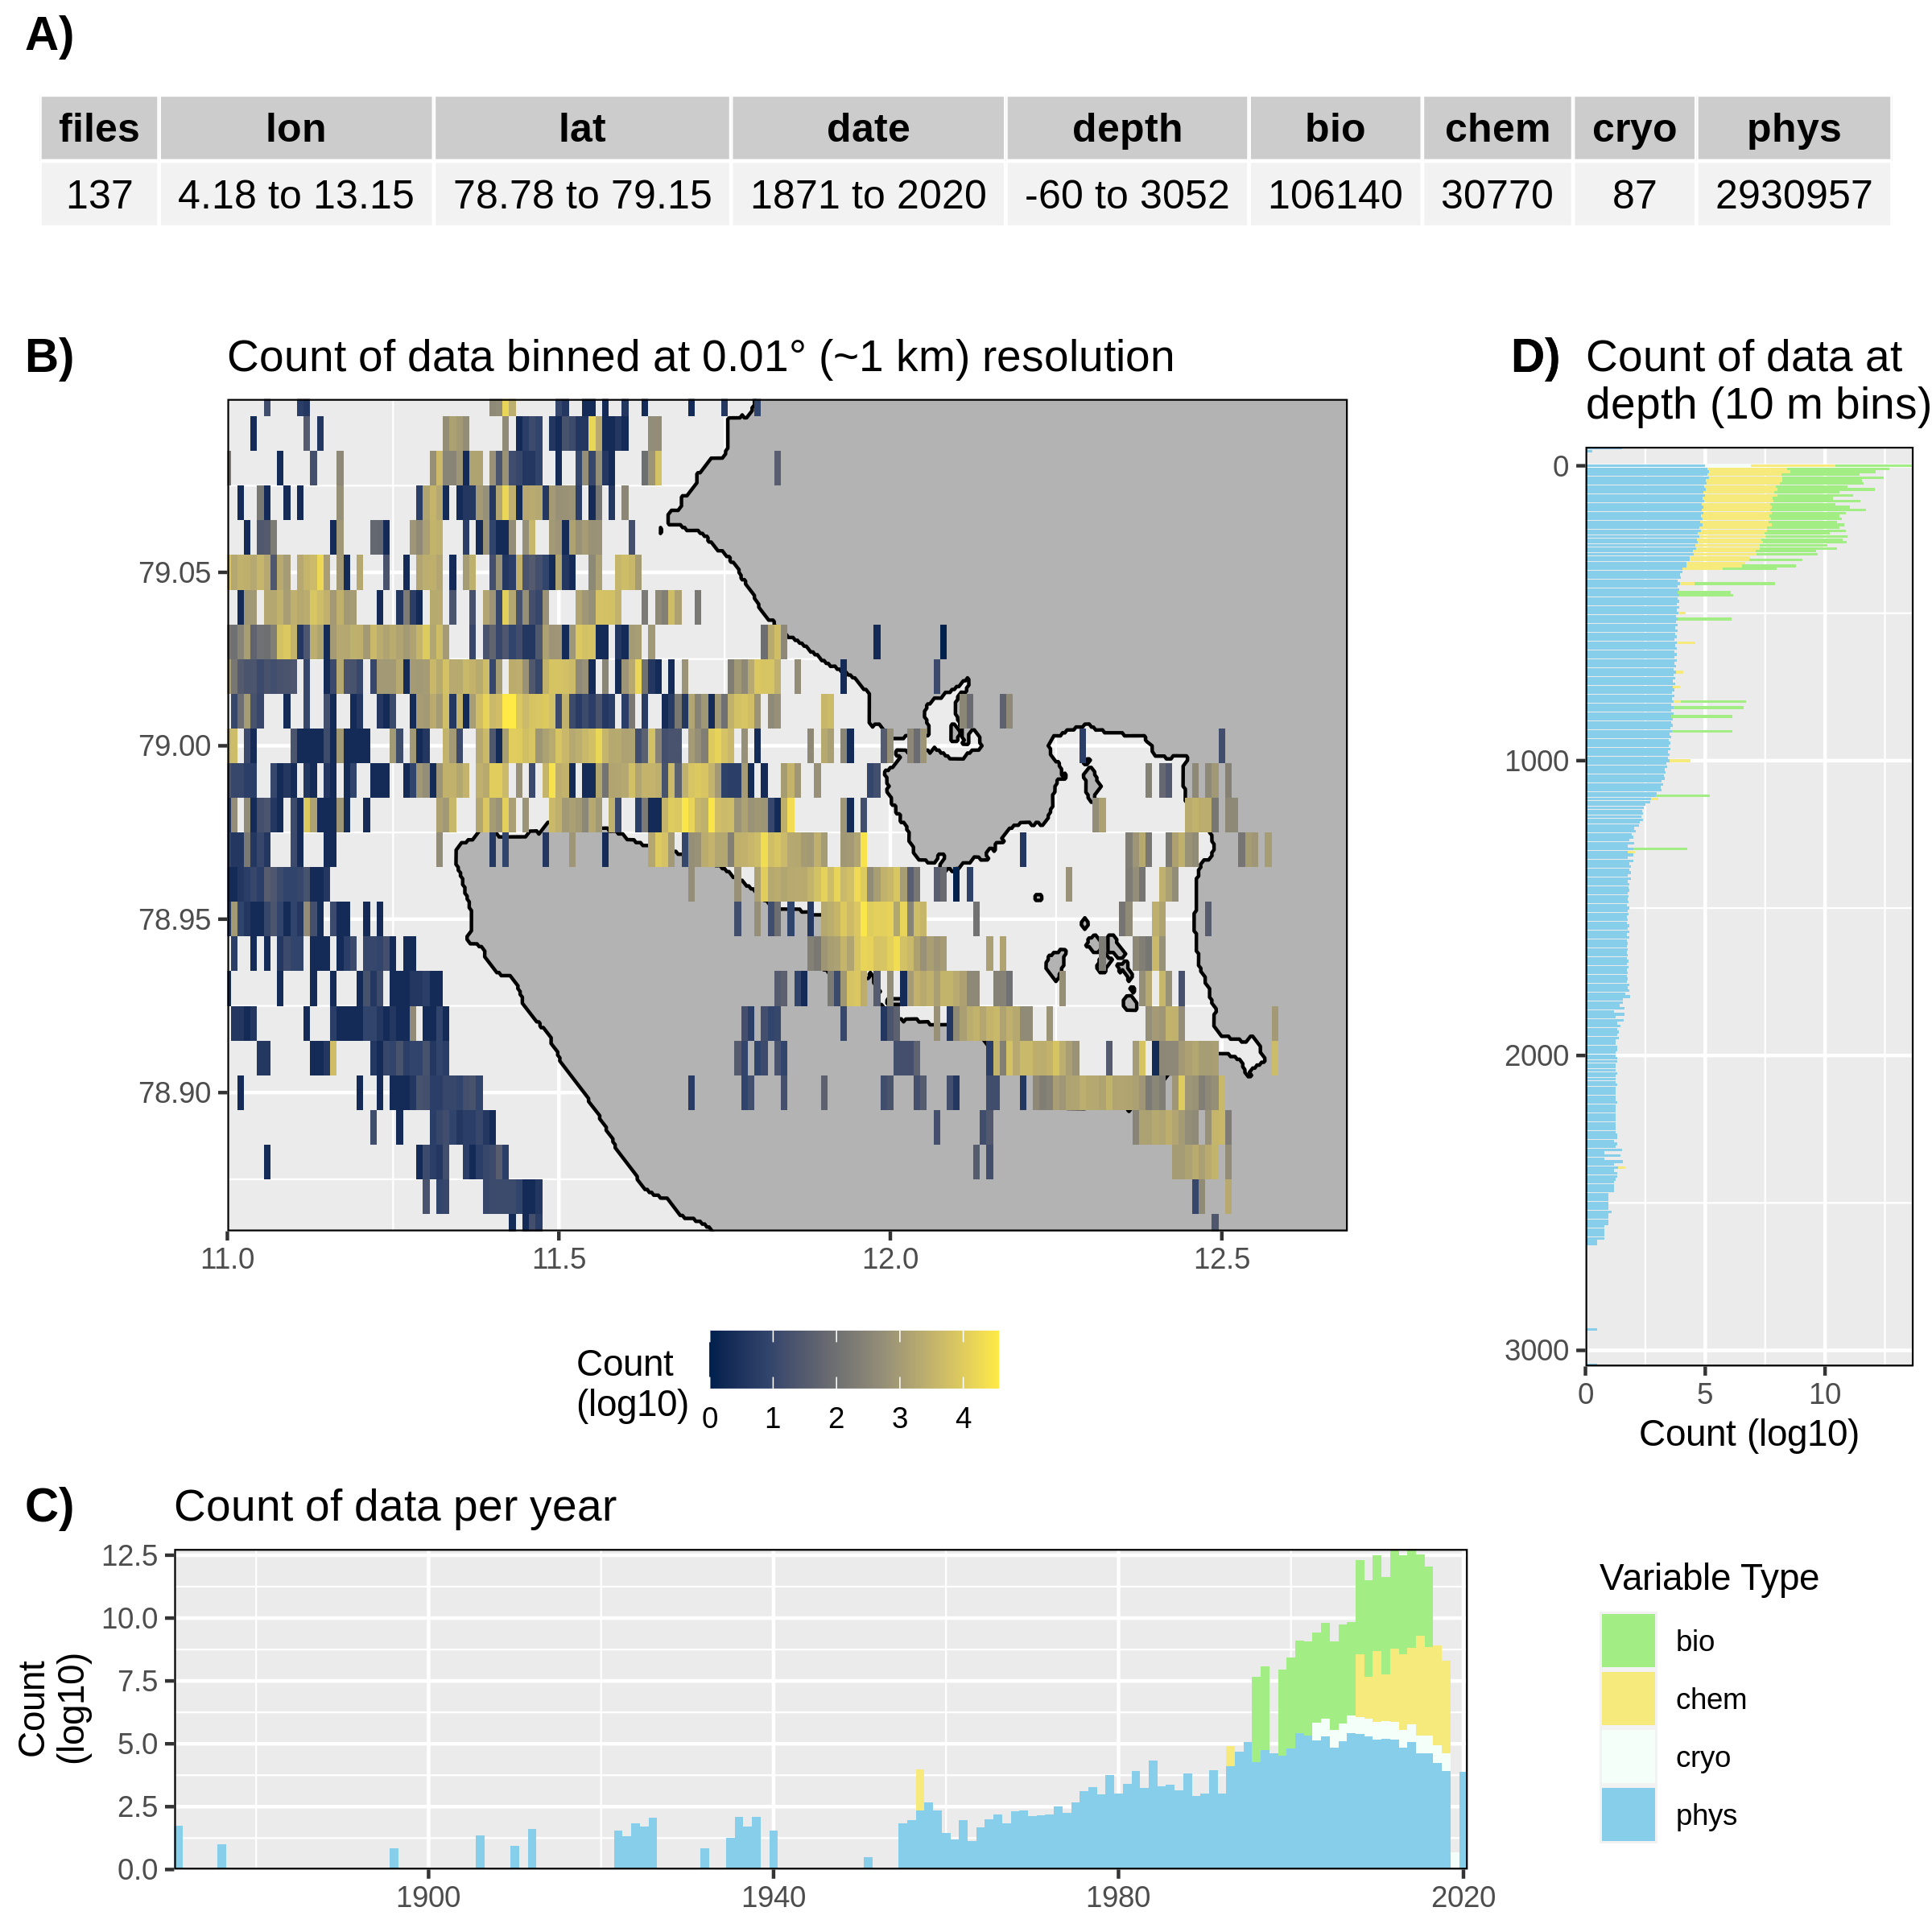 A)
files lon lat date depth bio chem cryo phys
137 4.18 to 13.15 78.78 to 79.15 1871 to 2020 -60 to 3052 106140 30770 87 2930957
B)
Count of data binned at 0.01° (~1 km) resolution
79.05
79.00
78.95
78.90
11.0 11.5 12.0 12.5
Count
(log10)
0 1 2 3 4
D)
Count of data at
depth (10 m bins)
0
1000
2000
3000
0 5 10
Count (log10)
C)
Count of data per year
Count
(log10)
12.5
10.0
7.5
5.0
2.5
0.0
1900 1940 1980 2020
Variable Type
bio
chem
cryo
phys